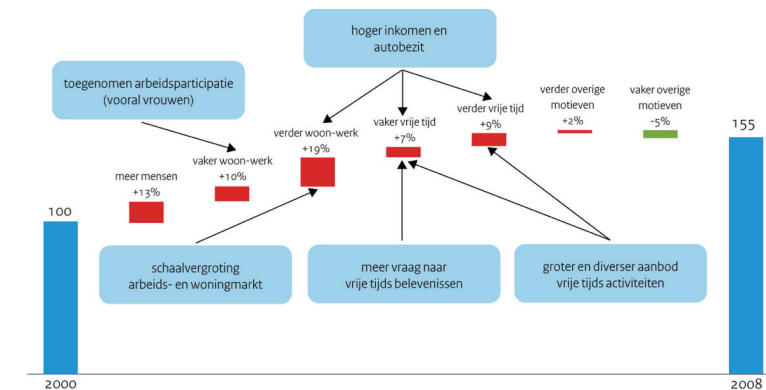 hoger inkomen en
autobezit
toegenomen arbeidsparticipatie
(vooral vrouwen)
meer mensen
+13%
vaker woon-werk
+10%
verder woon-werk
+19%
vaker vrije tijd
+7%
verder vrije tijd
+9%
verder overige
motieven
+2%
vaker overige
motieven
-5%
155
100
schaalvergroting
arbeids- en woningmarkt
meer vraag naar
vrije tijds belevenissen
groter en diverser aanbod
vrije tijds activiteiten
2000
2008